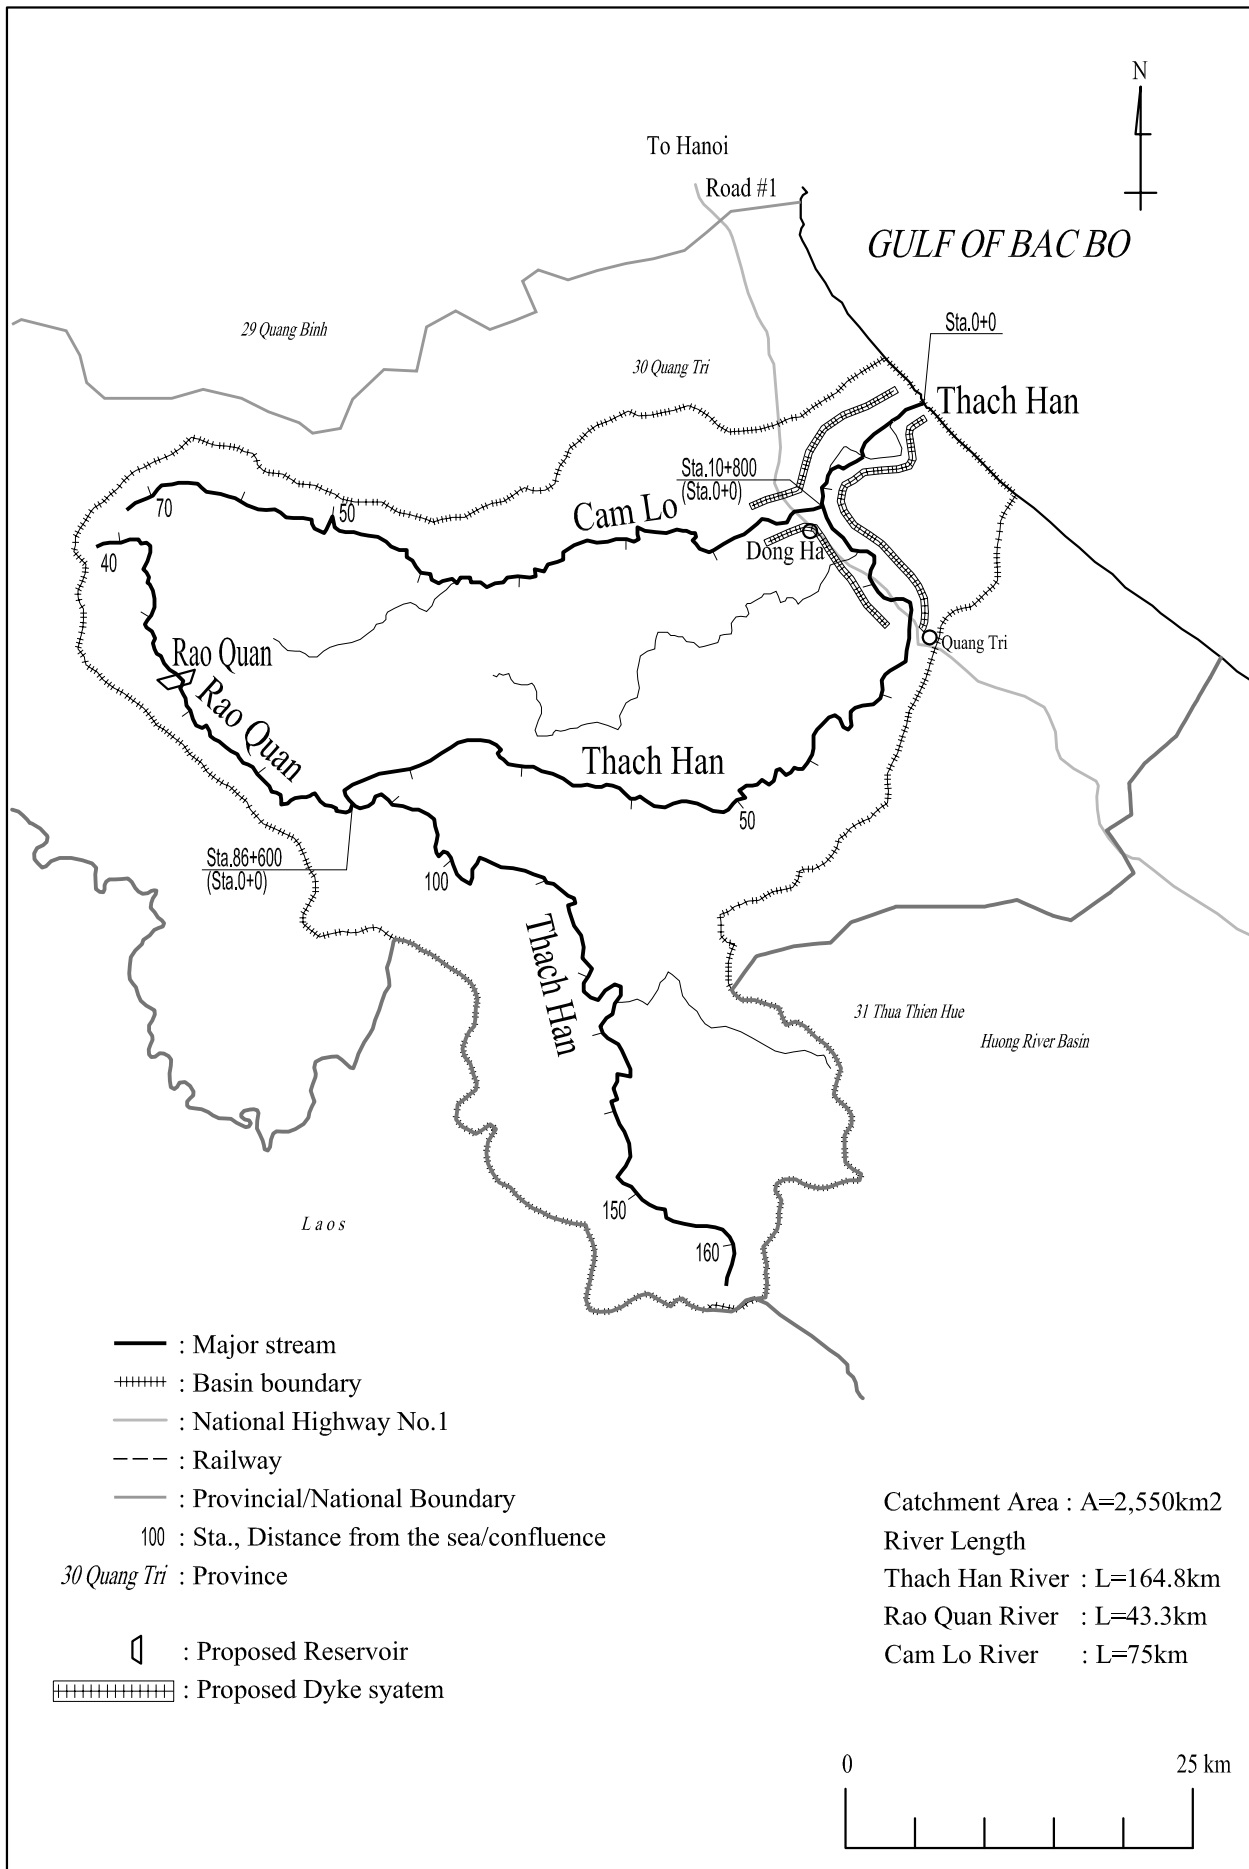 N
To Hanoi
Road #1
GULF OF BAC BO
29 Quang Binh
Sta.0+0
30 Quang Tri
Thach Han
Sta.10+800
(Sta.0+0)
70
50
Cam Lo
40
Dong Ha
Rao Quan
Quang Tri
Rao Quan
Thach Han
50
Sta.86+600
(Sta.0+0)
100
Thach Han
31 Thua Thien Hue
Huong River Basin
150
Laos
160
: Major stream
: Basin boundary
: National Highway No.1
: Railway
: Provincial/National Boundary
100 : Sta., Distance from the sea/confluence
30 Quang Tri : Province
: Proposed Reservoir
: Proposed Dyke syatem
Catchment Area : A=2,550km2
River Length
Thach Han River : L=164.8km
Rao Quan River : L=43.3km
Cam Lo River : L=75km
0 25 km